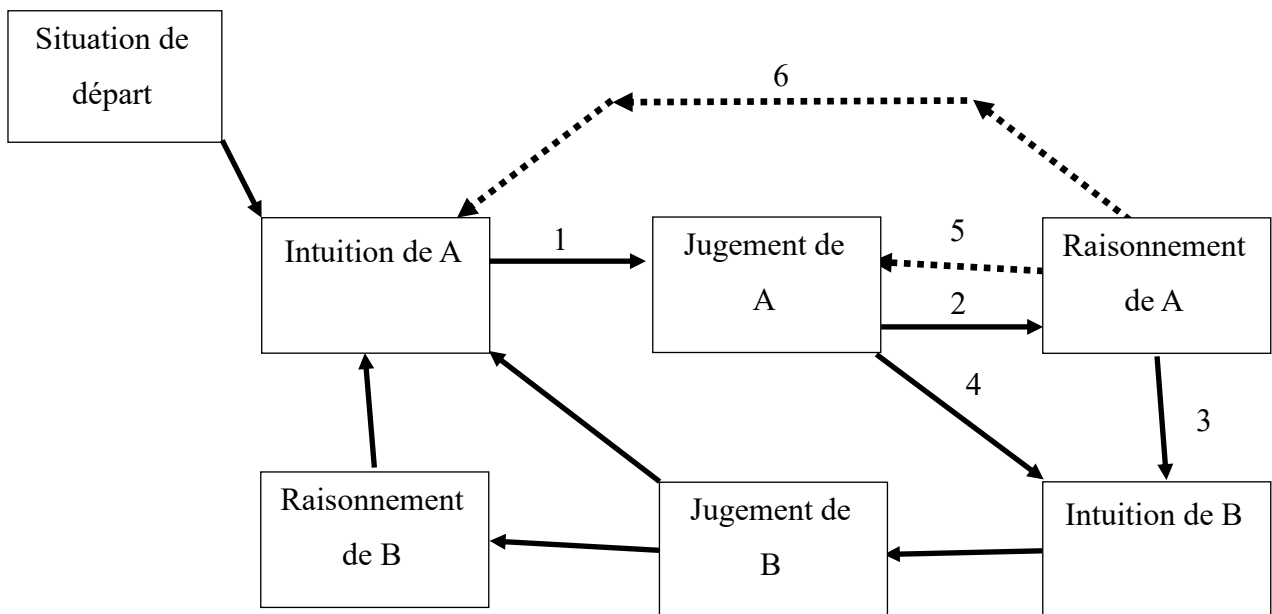 Situation de
départ
6
Intuition de A
1
Jugement de
A
5
2
Raisonnement
de A
4
3
Raisonnement
de B
Jugement de
B
Intuition de B